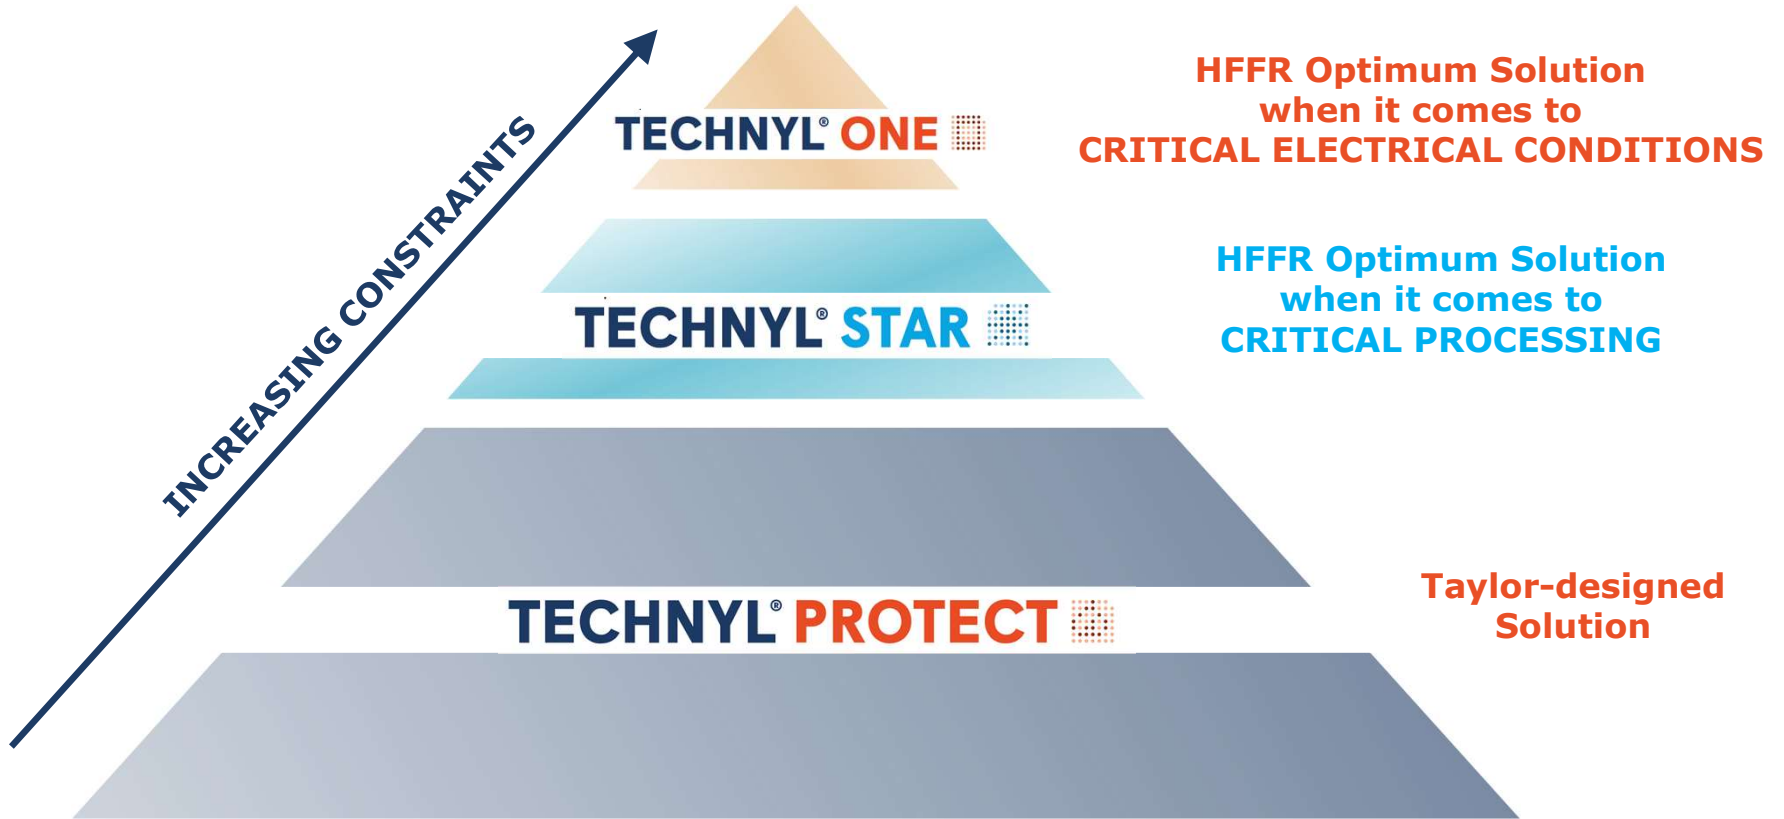 INCREASING CONSTRAINTS
TECHNYL® ONE
HFFR Optimum Solution
when it comes to
CRITICAL ELECTRICAL CONDITIONS
TECHNYL® STAR
HFFR Optimum Solution
when it comes to
CRITICAL PROCESSING
TECHNYL® PROTECT
Taylor-designed
Solution